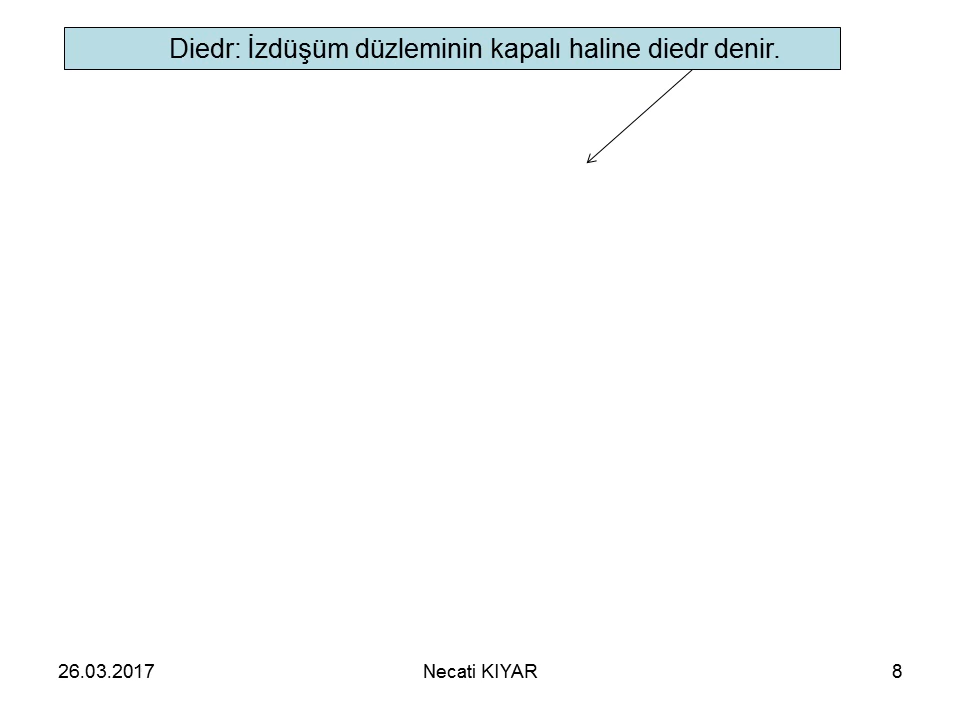 Diedr: İzdüşüm düzleminin kapalı haline diedr denir.
26.03.2017
Necati KIYAR
8